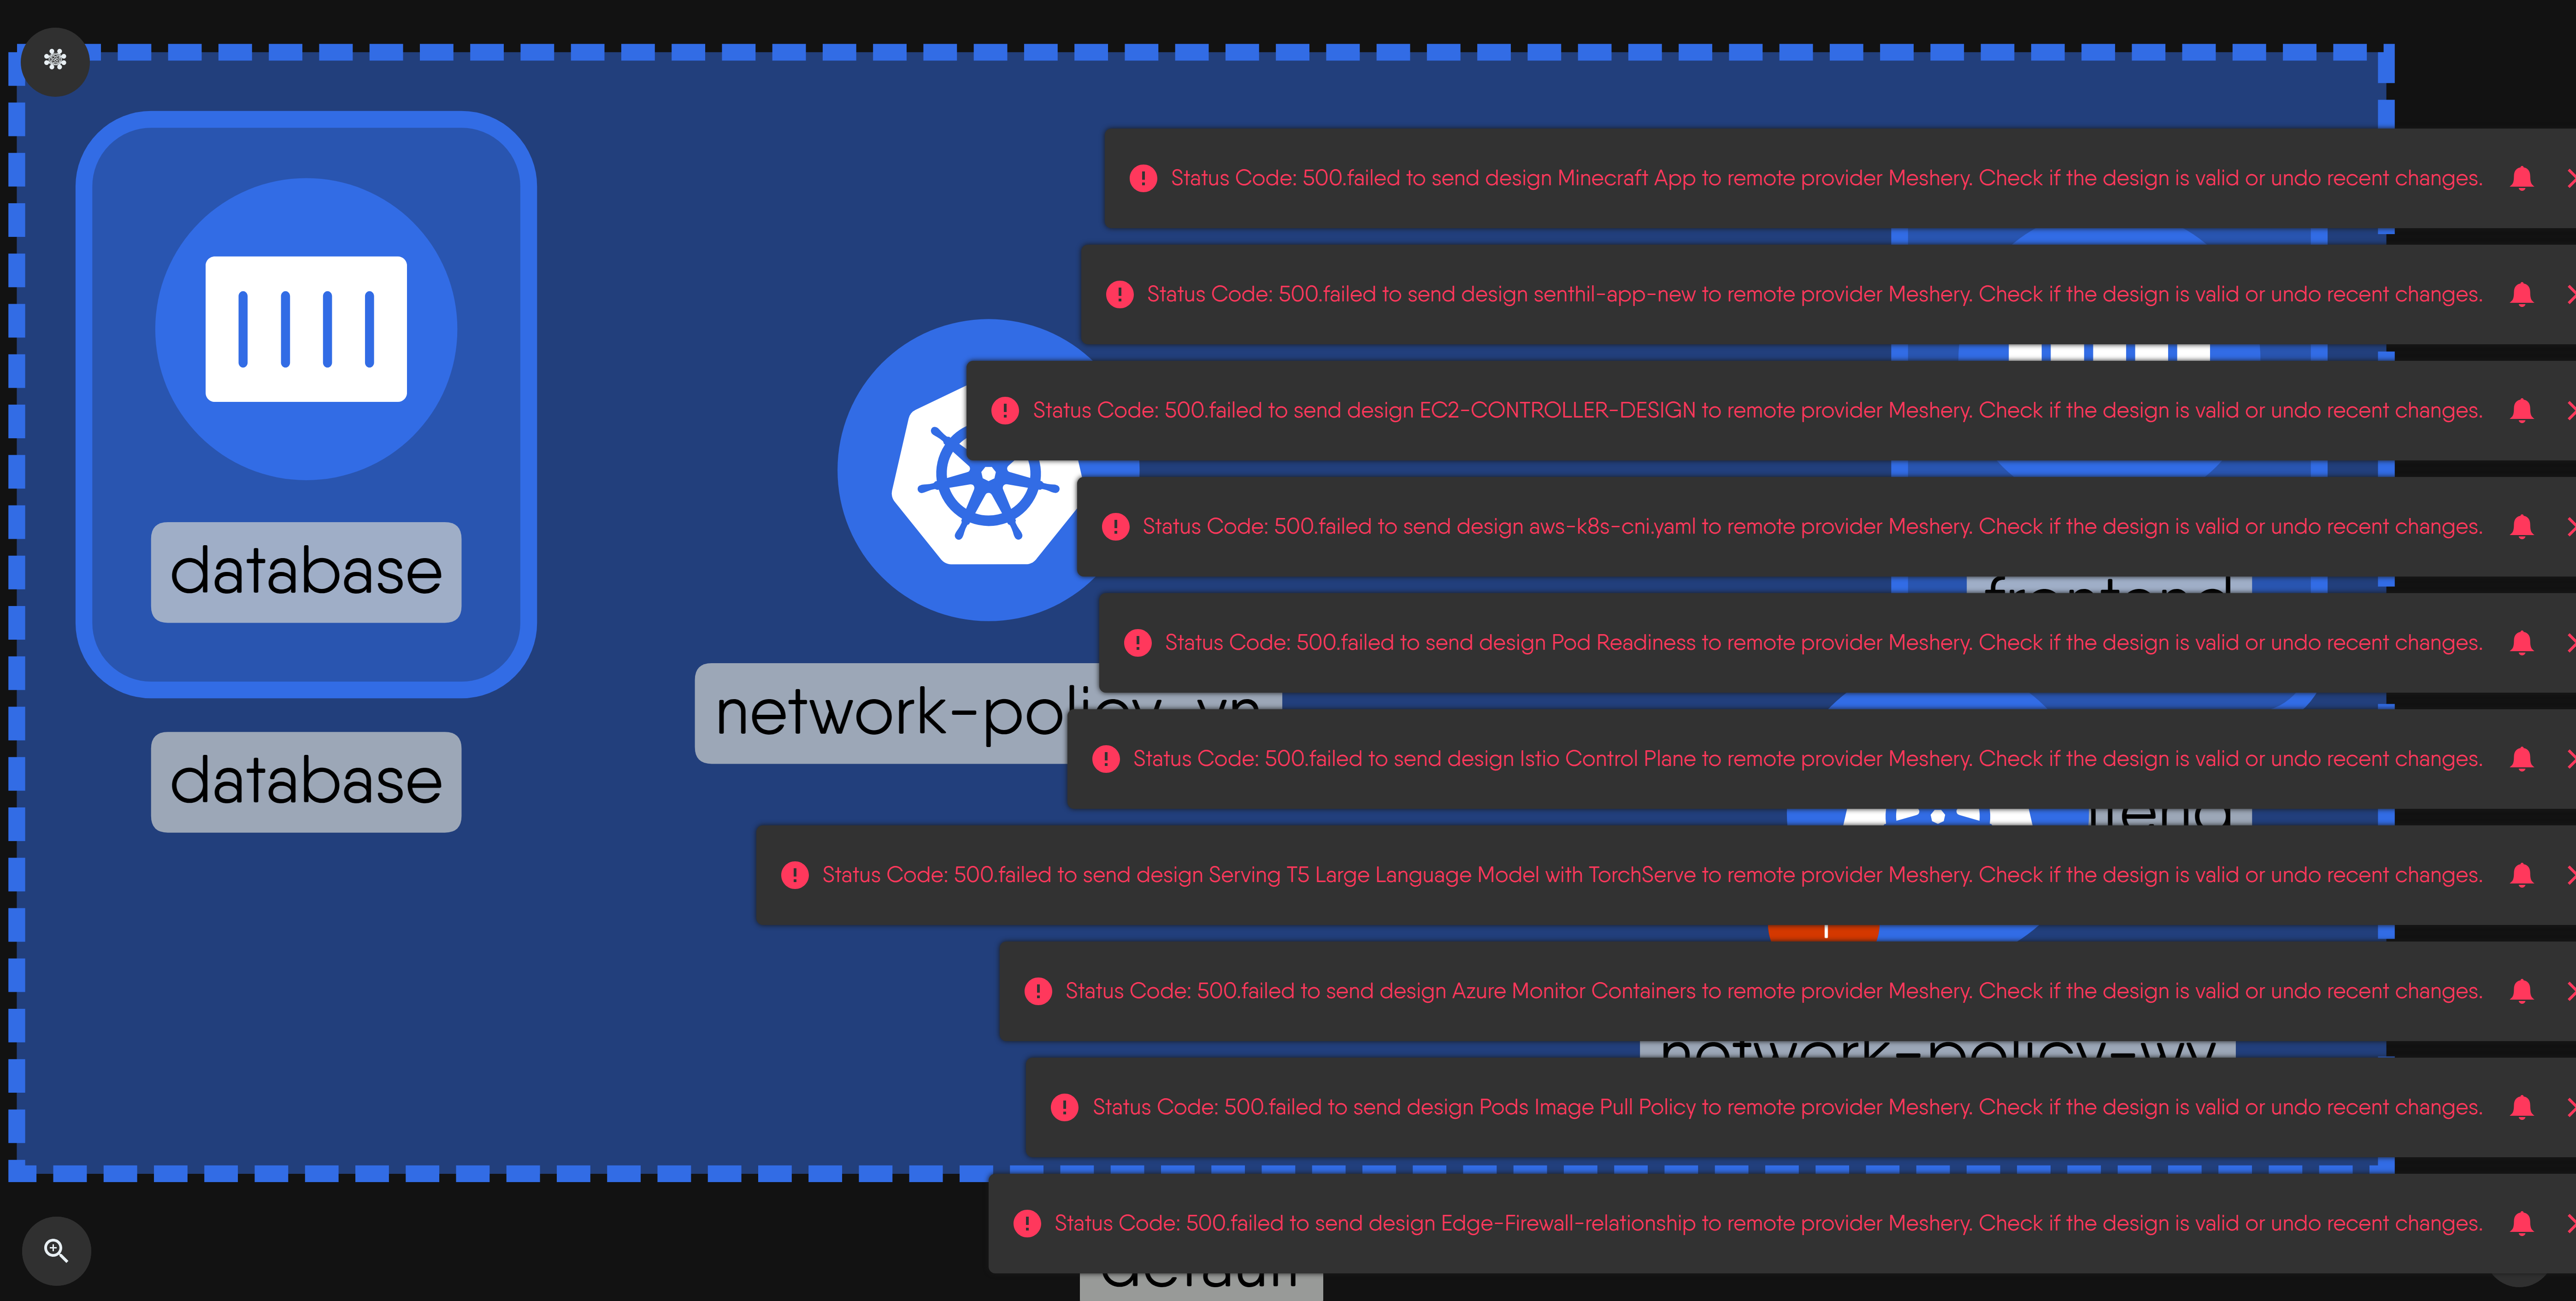 Status Code: 500.failed to send design Minecraft App to remote provider Meshery. Check if the design is valid or undo recent changes.
Status Code: 500.failed to send design senthil-app-new to remote provider Meshery. Check if the design is valid or undo recent changes.
Status Code: 500.failed to send design EC2-CONTROLLER-DESIGN to remote provider Meshery. Check if the design is valid or undo recent changes.
Status Code: 500.failed to send design aws-k8s-cni.yaml to remote provider Meshery. Check if the design is valid or undo recent changes.
database
frontend
Status Code: 500.failed to send design Pod Readiness to remote provider Meshery. Check if the design is valid or undo recent changes.
network-policy-vn
Status Code: 500.failed to send design Istio Control Plane to remote provider Meshery. Check if the design is valid or undo recent changes.
database
Status Code: 500.failed to send design Serving T5 Large Language Model with TorchServe to remote provider Meshery. Check if the design is valid or undo recent changes.
Status Code: 500.failed to send design Azure Monitor Containers to remote provider Meshery. Check if the design is valid or undo recent changes.
network-policy-wv
Status Code: 500.failed to send design Pods Image Pull Policy to remote provider Meshery. Check if the design is valid or undo recent changes.
Status Code: 500.failed to send design Edge-Firewall-relationship to remote provider Meshery. Check if the design is valid or undo recent changes.
default